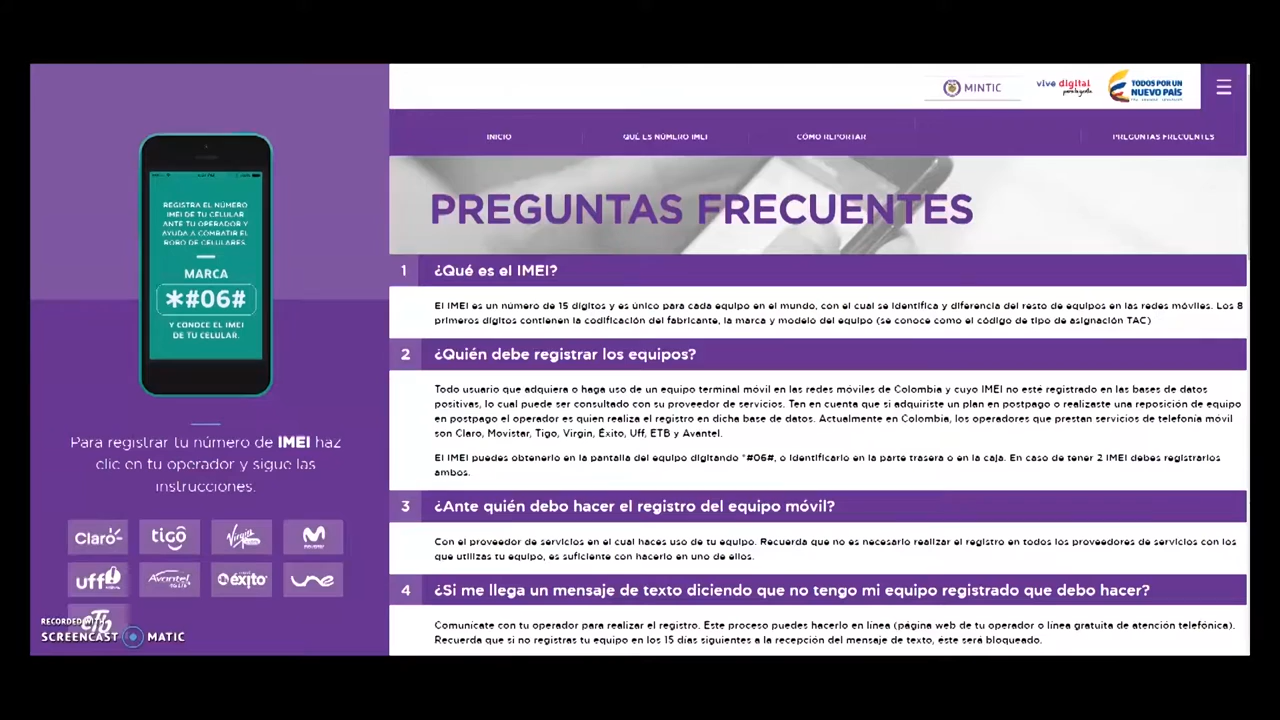 MINTIC
vive digital
para la gente
TODOS POR UN
NUEVO PAÍS
INICIO
QUÉ ES NÚMERO IMEI
CÓMO REPORTAR
PREGUNTAS FRECUENTES
REGISTRA EL NÚMERO
IMEI DE TU CELULAR
ANTE TU OPERADOR Y
AYUDA A COMBATIR EL
ROBO DE CELULARES.
MARCA
*#06#
Y CONOCE EL IMEI
DE TU CELULAR.
Para registrar tu número de IMEI haz
clic en tu operador y sigue las
instrucciones.
Claro
tigo
Virgin
movistar
uff!
Avantel
éxito
une
etb
RECORDED WITH
SCREENCAST MATIC
PREGUNTAS FRECUENTES
1 ¿Qué es el IMEI?
El IMEI es un número de 15 dígitos y es único para cada equipo en el mundo, con el cual se identifica y diferencia del resto de equipos en las redes móviles. Los 8
primeros dígitos contienen la codificación del fabricante, la marca y modelo del equipo (se conoce como el código de tipo de asignación TAC)
2 ¿Quién debe registrar los equipos?
Todo usuario que adquiera o haga uso de un equipo terminal móvil en las redes móviles de Colombia y cuyo IMEI no esté registrado en las bases de datos
positivas, lo cual puede ser consultado con su proveedor de servicios. Ten en cuenta que si adquiriste un plan en postpago o realizaste una reposición de equipo
en postpago el operador es quien realiza el registro en dicha base de datos. Actualmente en Colombia, los operadores que prestan servicios de telefonía móvil
son Claro, Movistar, Tigo, Virgin, Éxito, Uff, ETB y Avantel.
El IMEI puedes obtenerlo en la pantalla del equipo digitando *#06#, o identificarlo en la parte trasera o en la caja. En caso de tener 2 IMEI debes registrarlos
ambos.
3 ¿Ante quién debo hacer el registro del equipo móvil?
Con el proveedor de servicios en el cual haces uso de tu equipo. Recuerda que no es necesario realizar el registro en todos los proveedores de servicios con los
que utilizas tu equipo, es suficiente con hacerlo en uno de ellos.
4 ¿Si me llega un mensaje de texto diciendo que no tengo mi equipo registrado que debo hacer?
Comunícate con tu operador para realizar el registro. Este proceso puedes hacerlo en línea (página web de tu operador o línea gratuita de atención telefónica).
Recuerda que si no registras tu equipo en los 15 días siguientes a la recepción del mensaje de texto, éste será bloqueado.